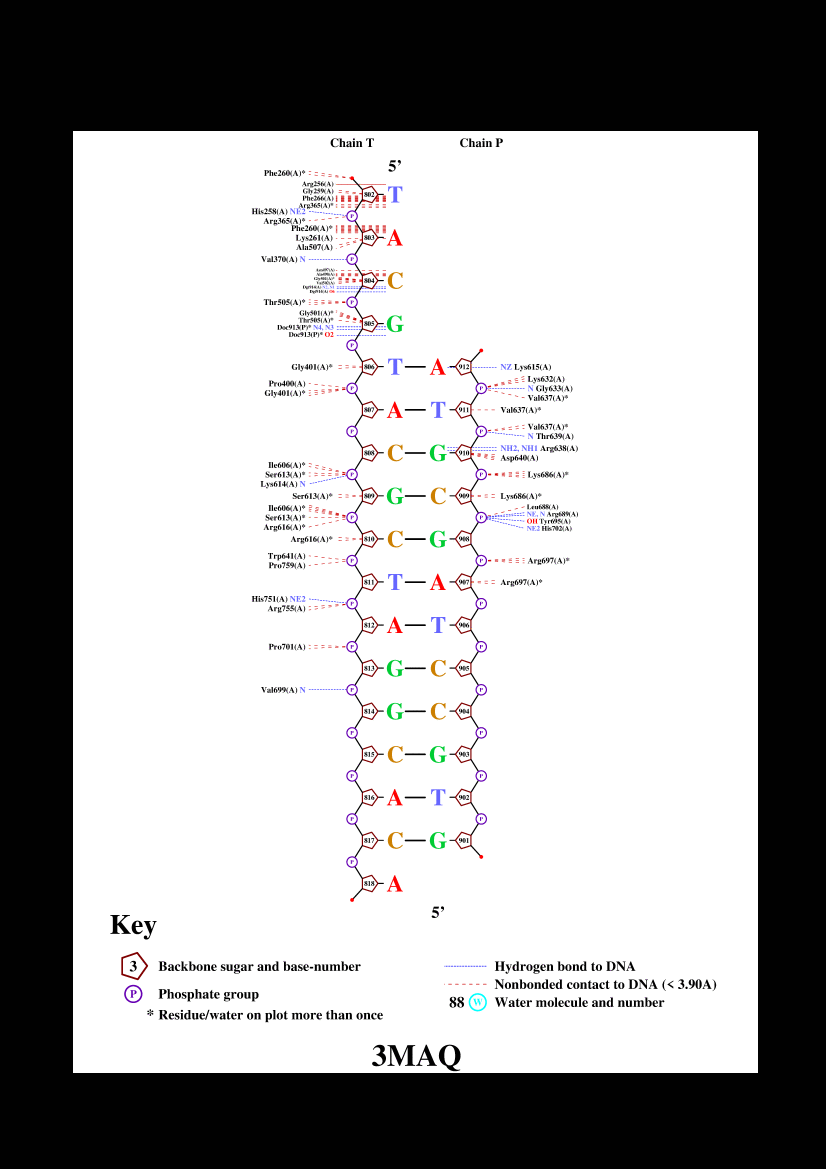 Chain T Chain P
5’
Phe260(A)*
Arg256(A)
Gly259(A)
802 T
Phe266(A)*
Arg365(A)*
His258(A) NE2
P
Arg365(A)*
Phe260(A)*
Lys261(A)
803 A
Ala507(A)
Val370(A) N
P
804 C
Thr505(A)*
P
Gly501(A)*
Thr505(A)*
805 G
Doc913(P)* N4, N3
Doc913(P)* O2
P
Gly401(A)*
806 T A 912
NZ Lys615(A)
Pro400(A)
Gly401(A)*
P P
Lys632(A)
N Gly633(A)
Val637(A)*
807 A T 911
Val637(A)*
P P
Val637(A)*
N Thr639(A)
808 C G 910
NH2, NH1 Arg638(A)
Asp640(A)
Ile606(A)*
Ser613(A)*
Lys614(A) N
P P
Lys686(A)*
Ser613(A)*
809 G C 909
Lys686(A)*
Ile606(A)*
Ser613(A)*
Arg616(A)*
P P
Leu688(A)
NE, N Arg689(A)
OH Tyr695(A)
NE2 His702(A)
Arg616(A)*
810 C G 908
Trp641(A)
Pro759(A)
P P
Arg697(A)*
811 T A 907
Arg697(A)*
His751(A) NE2
Arg755(A)
P P
812 A T 906
Pro701(A)
P P
813 G C 905
Val699(A) N
P P
814 G C 904
P P
815 C G 903
P P
816 A T 902
P P
817 C G 901
P
818 A
5’
Key
3 Backbone sugar and base-number
P Phosphate group
* Residue/water on plot more than once
Hydrogen bond to DNA
Nonbonded contact to DNA (< 3.90A)
88 W Water molecule and number
3MAQ